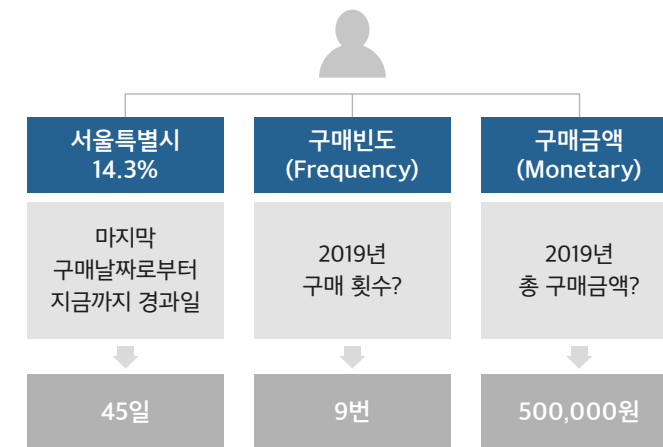 서울특별시
14.3%
마지막
구매날짜로부터
지금까지 경과일
45일
구매빈도
(Frequency)
2019년
구매 횟수?
9번
구매금액
(Monetary)
2019년
총 구매금액?
500,000원